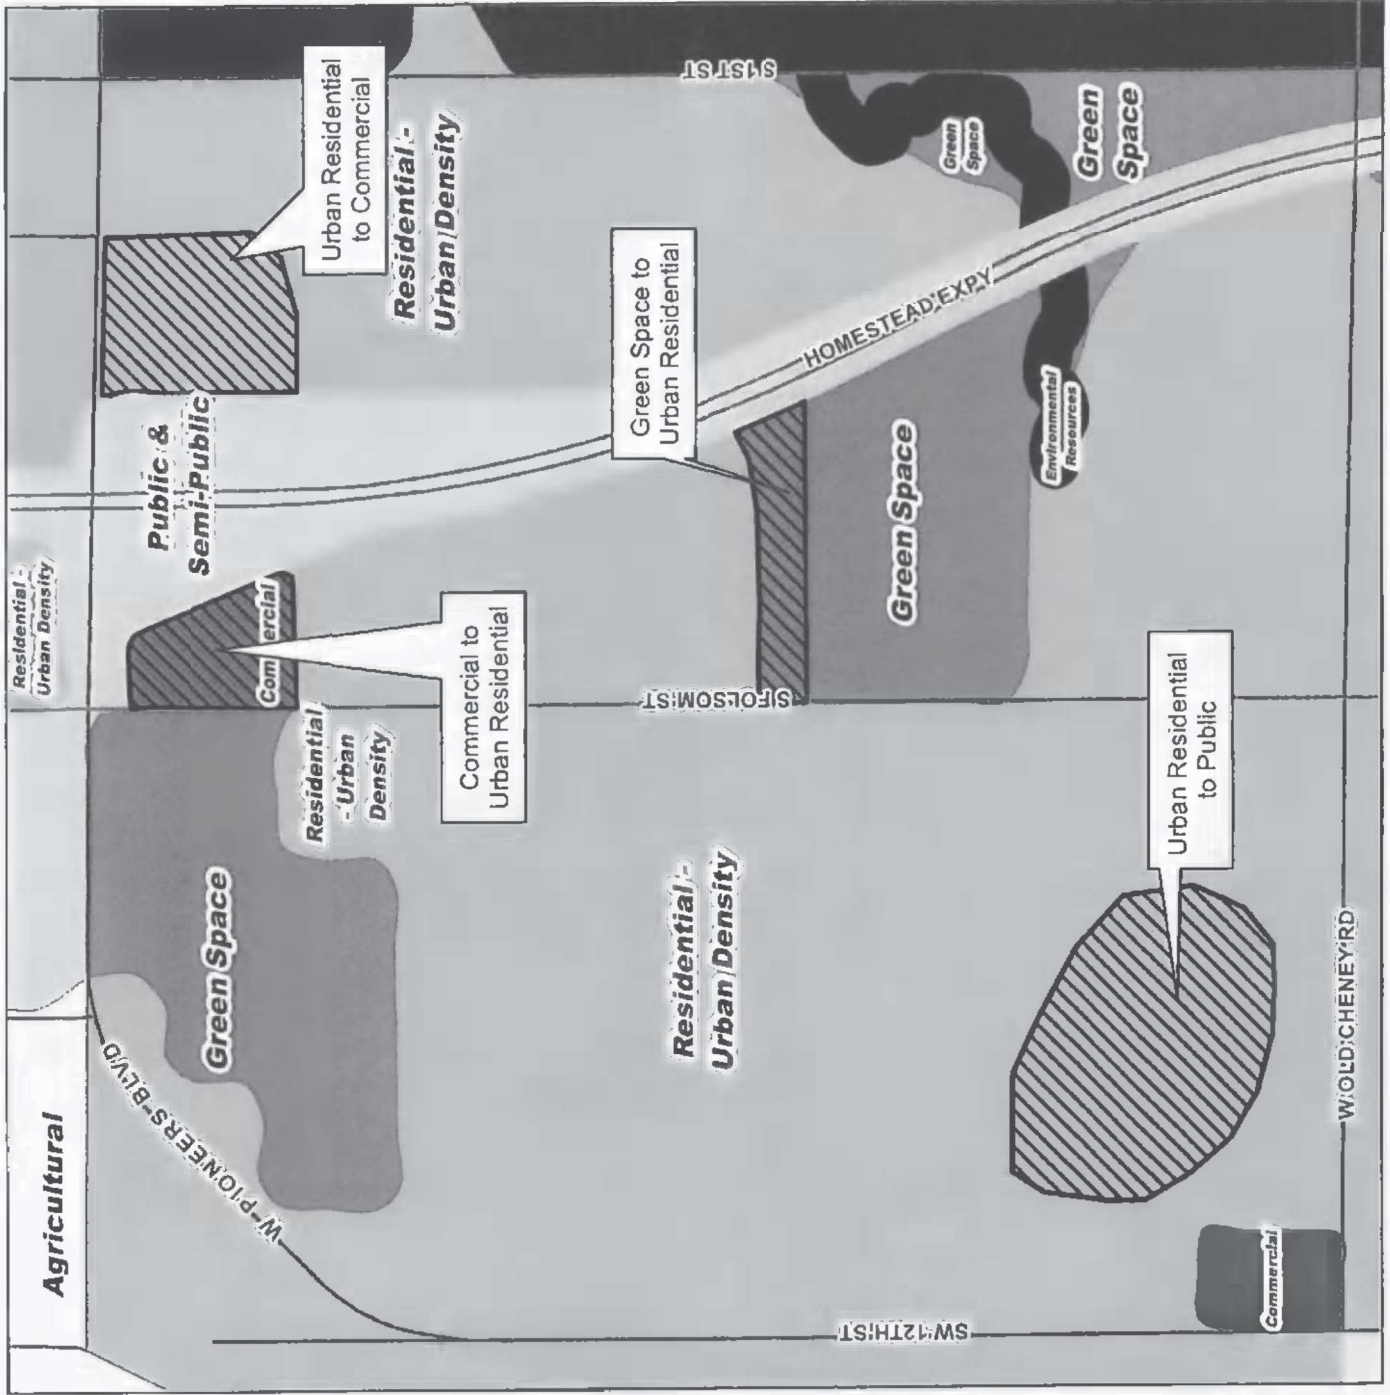 Agricultural
W PIONEERS BLVD
Green Space
Residential
- Urban
Density
Residential -
Urban Density
Public &
Semi-Public
Commercial
Commercial to
Urban Residential
Urban Residential
to Commercial
Residential -
Urban Density
S 1ST ST
Green Space to
Urban Residential
HOMESTEAD EXPY
S FOLSOM ST
Residential -
Urban Density
Green Space
Green
Space
Green
Space
Environmental
Resources
Urban Residential
to Public
SW 12TH ST
Commercial
W OLD CHENEY RD